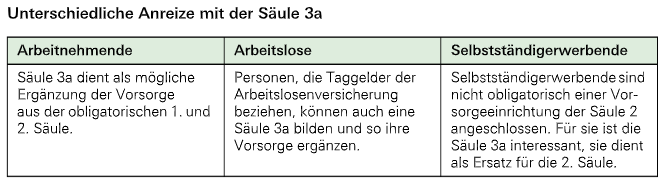 Unterschiedliche Anreize mit der Säule 3a
Arbeitnehmende
Säule 3a dient als mögliche
Ergänzung der Vorsorge
aus der obligatorischen 1. und
2. Säule.
Arbeitslose
Personen, die Taggelder der
Arbeitslosenversicherung
beziehen, können auch eine
Säule 3a bilden und so ihre
Vorsorge ergänzen.
Selbstständigerwerbende
Selbstständigerwerbende sind
nicht obligatorisch einer Vor-
sorgeeinrichtung der Säule 2
angeschlossen. Für sie ist die
Säule 3a interessant, sie dient
als Ersatz für die 2. Säule.